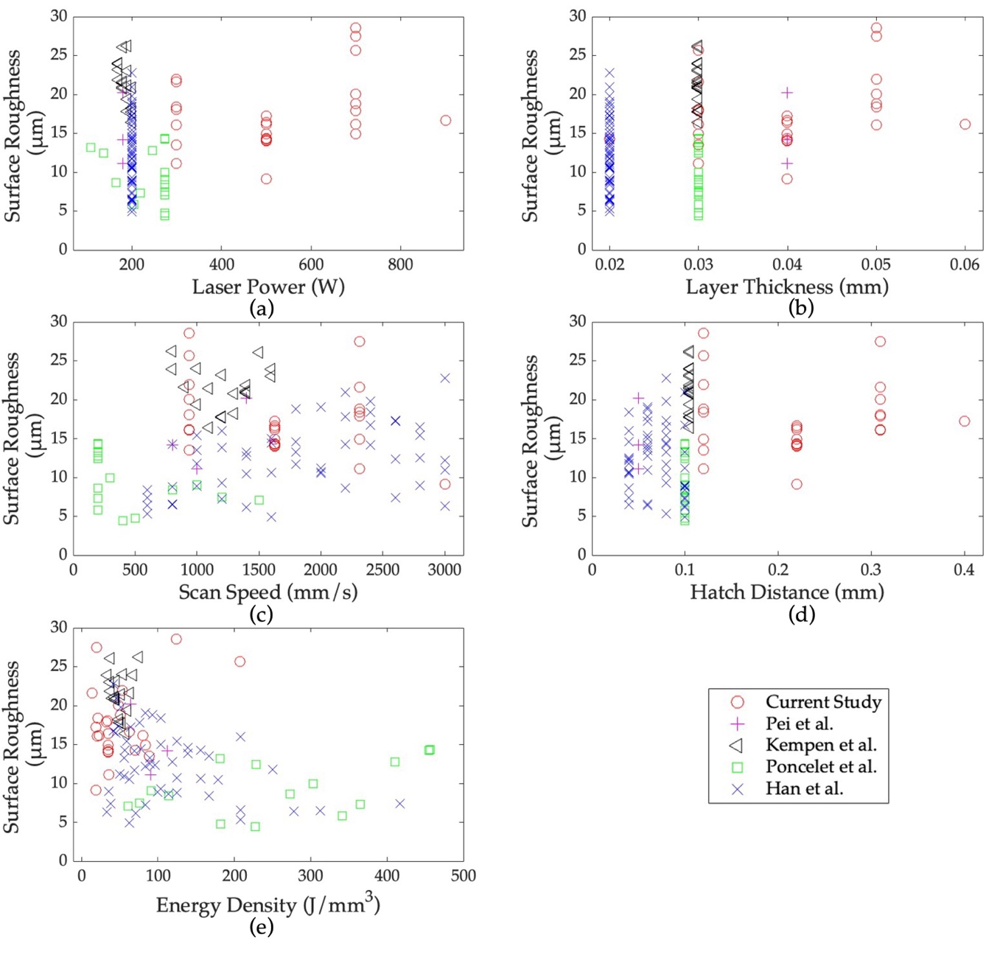 30
25
20
15
10
5
0
Surface Roughness
(µm)
200 400 600 800
Laser Power (W)
(a)
30
25
20
15
10
5
0
Surface Roughness
(µm)
0.02 0.03 0.04 0.05 0.06
Layer Thickness (mm)
(b)
30
25
20
15
10
5
0
Surface Roughness
(µm)
0 500 1000 1500 2000 2500 3000
Scan Speed (mm/s)
(c)
30
25
20
15
10
5
0
Surface Roughness
(µm)
0 0.1 0.2 0.3 0.4
Hatch Distance (mm)
(d)
30
25
20
15
10
5
0
Surface Roughness
(µm)
0 100 200 300 400 500
Energy Density (J/mm³)
(e)
Current Study
Pei et al.
Kempen et al.
Poncelet et al.
Han et al.